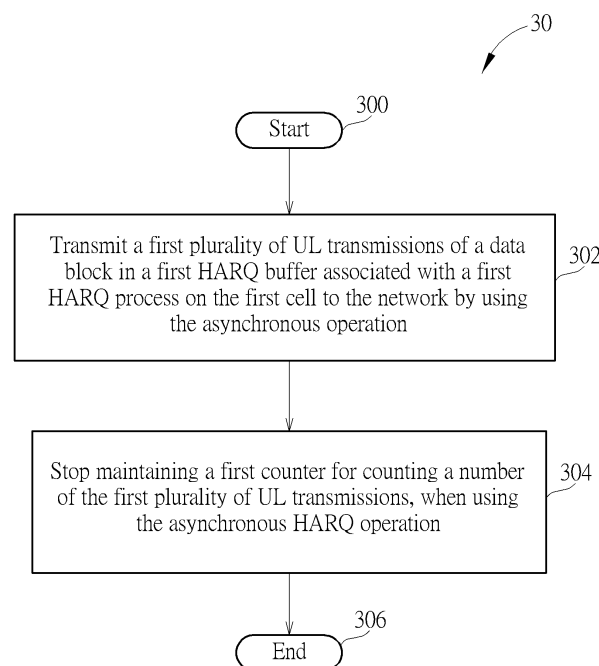 30
Start
300
Transmit a first plurality of UL transmissions of a data
block in a first HARQ buffer associated with a first
HARQ process on the first cell to the network by using
the asynchronous operation
302
Stop maintaining a first counter for counting a number
of the first plurality of UL transmissions, when using
the asynchronous HARQ operation
304
306
End